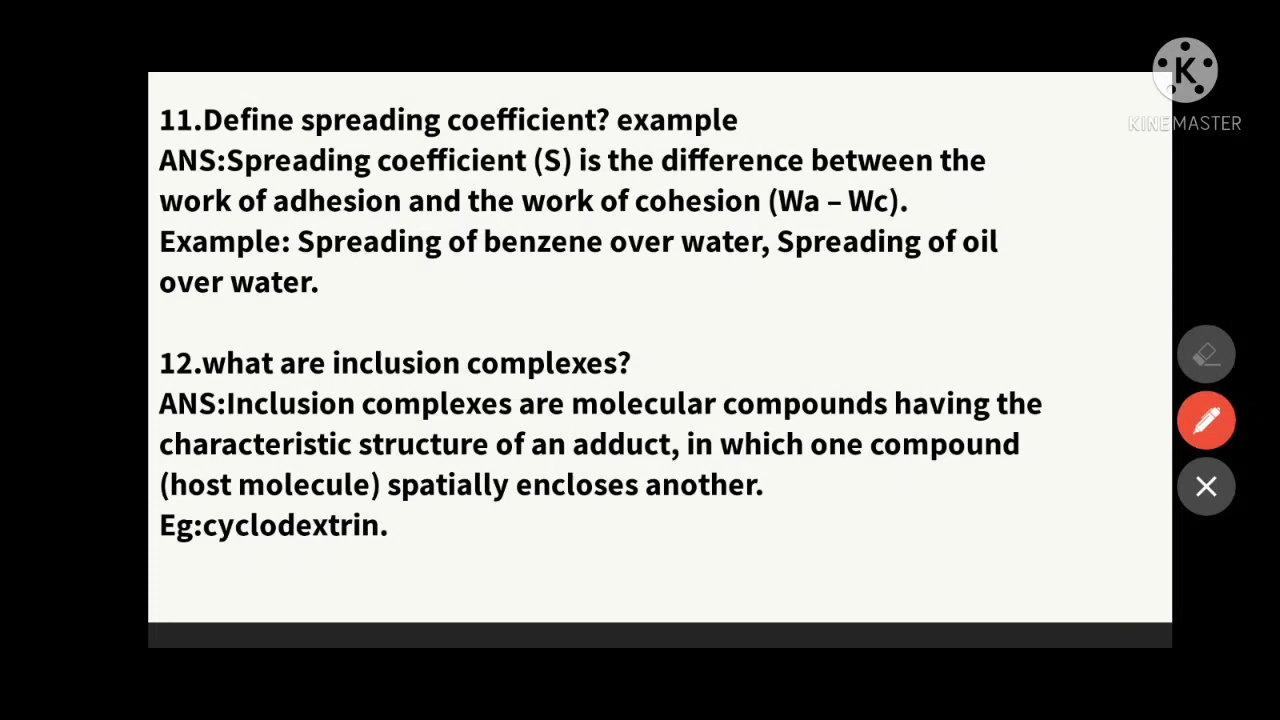 K
KINEMASTER
11.Define spreading coefficient? example
ANS:Spreading coefficient (S) is the difference between the
work of adhesion and the work of cohesion (Wa – Wc).
Example: Spreading of benzene over water, Spreading of oil
over water.
12.what are inclusion complexes?
ANS:Inclusion complexes are molecular compounds having the
characteristic structure of an adduct, in which one compound
(host molecule) spatially encloses another.
Eg:cyclodextrin.